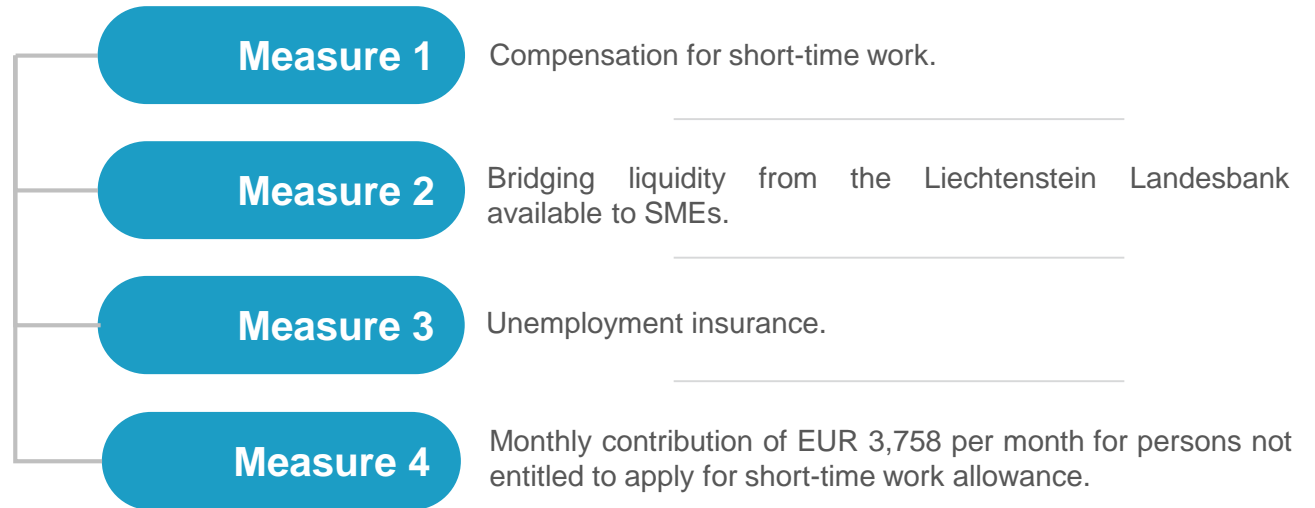 Measure 1
Compensation for short-time work.
Measure 2
Bridging liquidity from the Liechtenstein Landesbank
available to SMEs.
Measure 3
Unemployment insurance.
Measure 4
Monthly contribution of EUR 3,758 per month for persons not
entitled to apply for short-time work allowance.